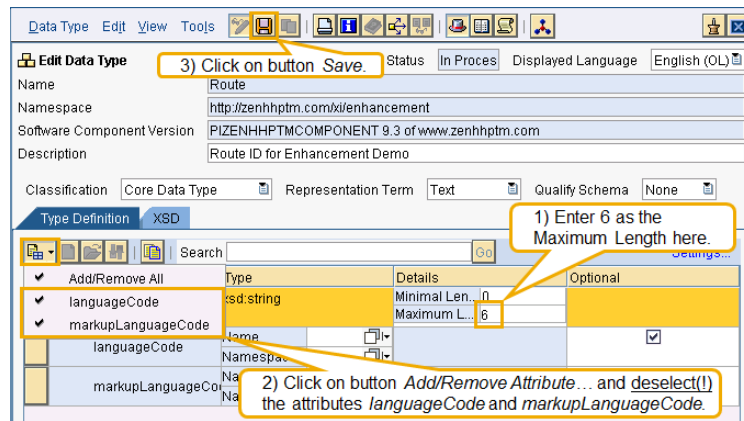 Data Type Edit View Tools
3) Click on button Save.
Edit Data Type Status In Proces Displayed Language English (OL)
Name Route
Namespace http://zenhhptm.com/xi/enhancement
Software Component Version PIZENHHPTMCOMPONENT 9.3 of www.zenhhptm.com
Description Route ID for Enhancement Demo
Classification Core Data Type Representation Term Text Qualify Schema None
Type Definition XSD
1) Enter 6 as the
Maximum Length here.
Search Go
Add/Remove All Type Details Optional
languageCode xsd:string Minimal Len.. 0
markupLanguageCode Maximum L... 6
languageCode Name
Namespac
markupLanguageCo Na
Na
2) Click on button Add/Remove Attribute… and deselect(!)
the attributes languageCode and markupLanguageCode.